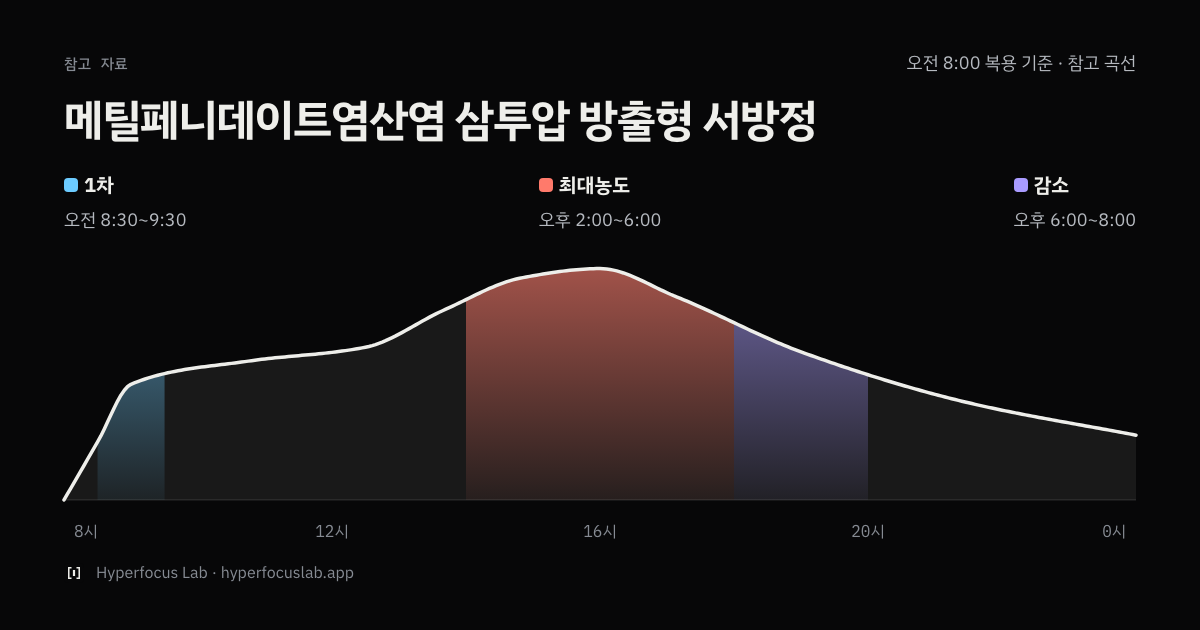 참고 자료
오전 8:00 복용 기준 · 참고 곡선
메틸페니데이트염산염 삼투압 방출형 서방정
1차
오전 8:30~9:30
최대농도
오후 2:00~6:00
감소
오후 6:00~8:00
8시 12시 16시 20시 0시
Hyperfocus Lab · hyperfocuslab.app